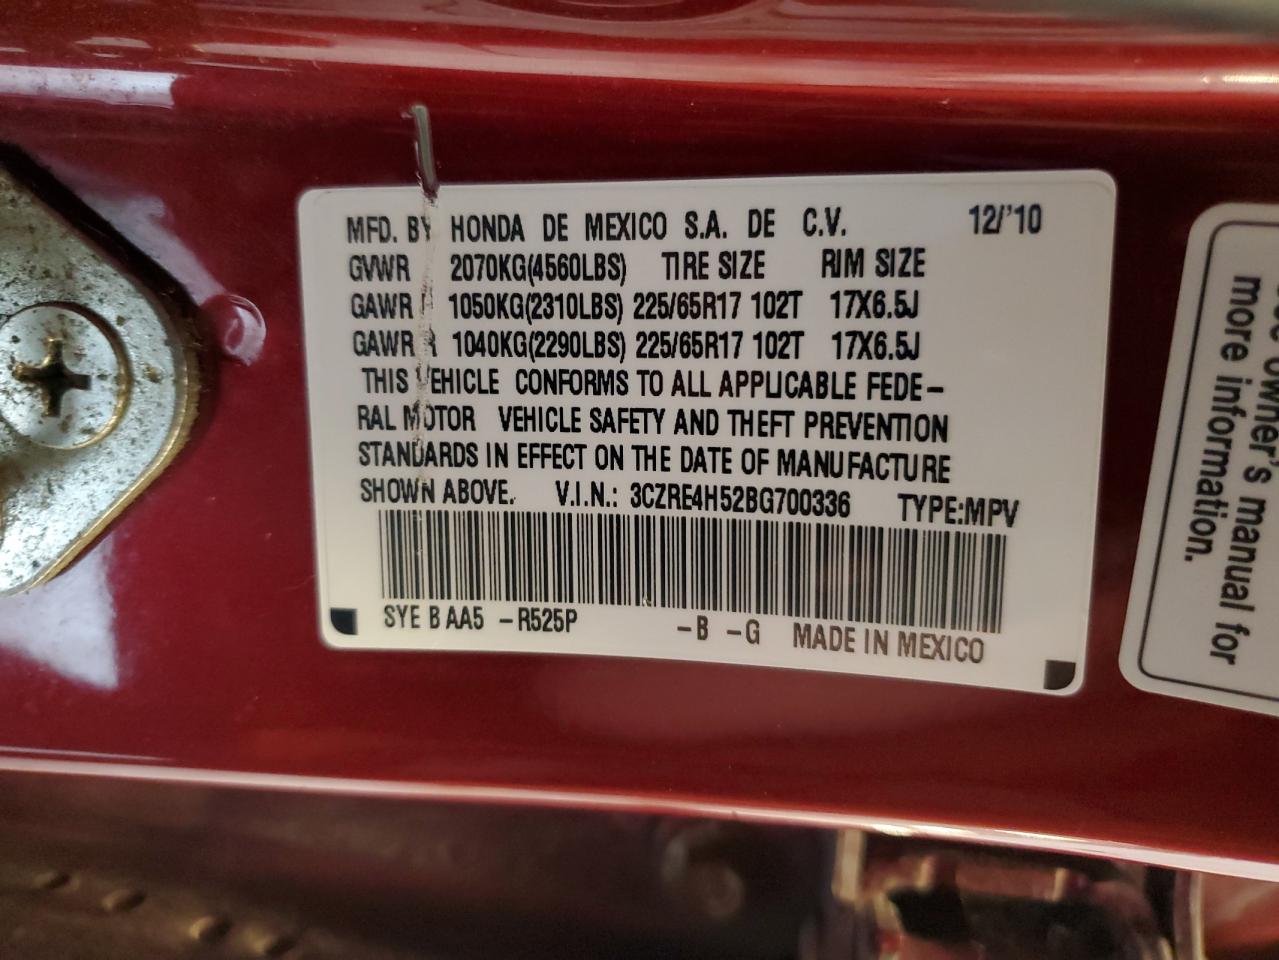 MFD. BY HONDA DE MEXICO S.A. DE C.V. 12/'10
GVWR 2070KG(4560LBS) TIRE SIZE RIM SIZE
GAWR 1050KG(2310LBS) 225/65R17 102T 17X6.5J
GAWR R 1040KG(2290LBS) 225/65R17 102T 17X6.5J
THIS VEHICLE CONFORMS TO ALL APPLICABLE FEDE-
RAL MOTOR VEHICLE SAFETY AND THEFT PREVENTION
STANDARDS IN EFFECT ON THE DATE OF MANUFACTURE
SHOWN ABOVE. V.I.N.: 3CZRE4H52BG700336 TYPE:MPV
SYE B AA5 -R525P -B -G MADE IN MEXICO
owner's manual for
more information.